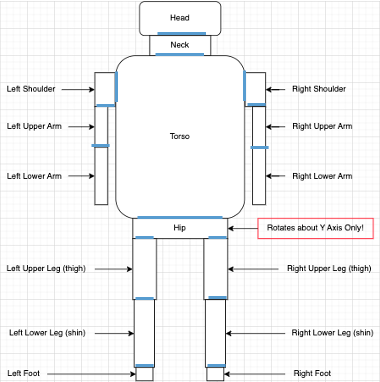 Head
Neck
Left Shoulder
Right Shoulder
Left Upper Arm
Torso
Right Upper Arm
Left Lower Arm
Right Lower Arm
Hip
Rotates about Y Axis Only!
Left Upper Leg (thigh)
Right Upper Leg (thigh)
Left Lower Leg (shin)
Right Lower Leg (shin)
Left Foot
Right Foot